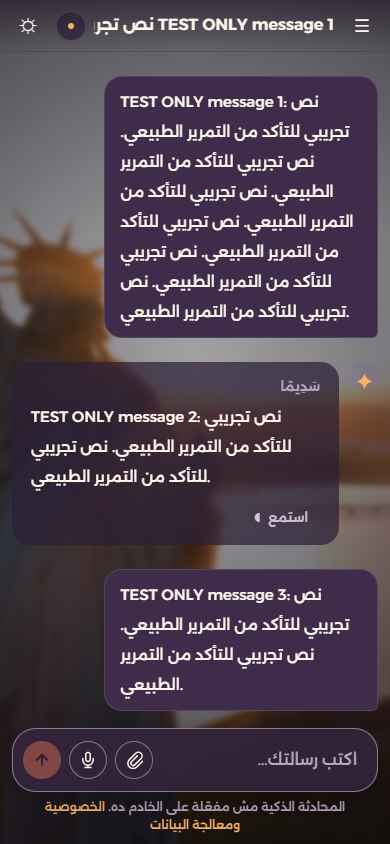 TEST ONLY message 1 نص تجر
TEST ONLY message 1: نص
تجريبي للتأكد من التمرير الطبيعي.
نص تجريبي للتأكد من التمرير
الطبيعي. نص تجريبي للتأكد من
التمرير الطبيعي. نص تجريبي للتأكد
من التمرير الطبيعي. نص تجريبي
للتأكد من التمرير الطبيعي. نص
تجريبي للتأكد من التمرير الطبيعي.
سَدِيمًا
TEST ONLY message 2: نص تجريبي
للتأكد من التمرير الطبيعي. نص تجريبي
للتأكد من التمرير الطبيعي.
استمع
TEST ONLY message 3: نص
تجريبي للتأكد من التمرير الطبيعي.
نص تجريبي للتأكد من التمرير
الطبيعي.
اكتب رسالتك...
المحادثة الذكية مش مفعّلة على الخادم ده. الخصوصية
ومعالجة البيانات